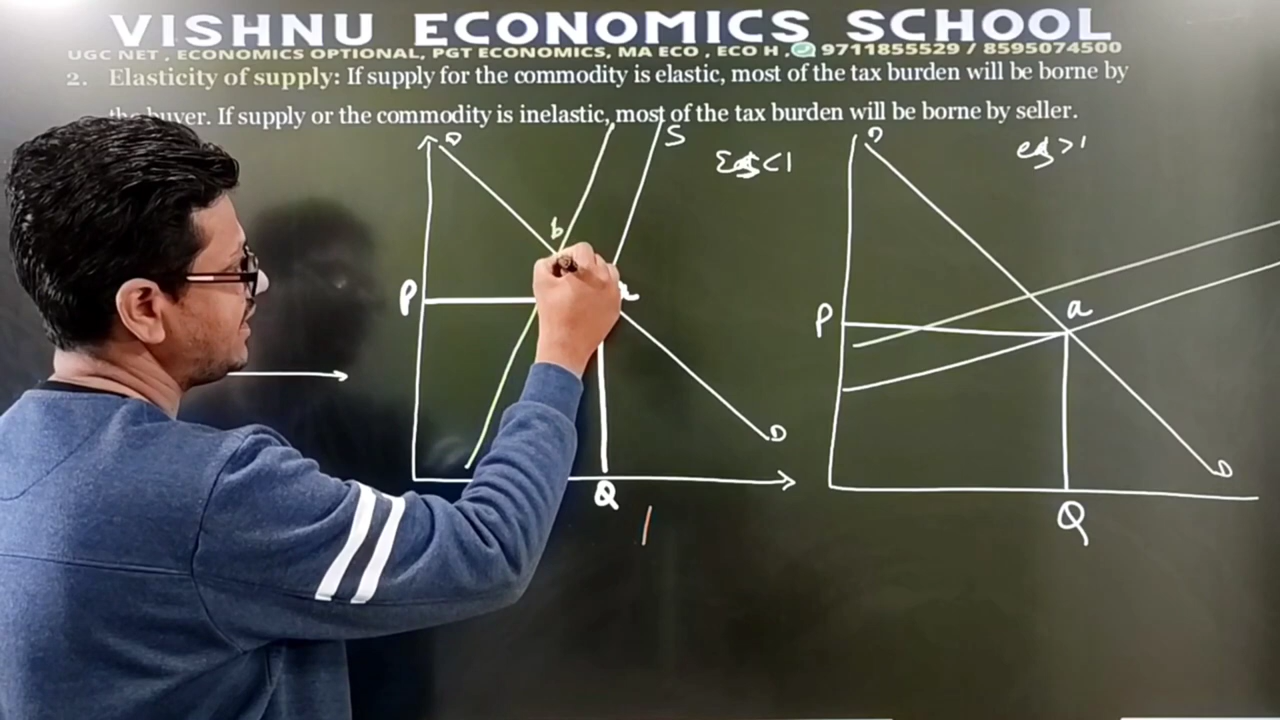 VISHNU ECONOMICS SCHOOL
UGC NET , ECONOMICS OPTIONAL, PGT ECONOMICS, MA ECO , ECO H , 9711855529 / 8595074500
2. Elasticity of supply: If supply for the commodity is elastic, most of the tax burden will be borne by
the buyer. If supply or the commodity is inelastic, most of the tax burden will be borne by seller.
D
S
<1
D
>1
b
P
a
P
a
D
D
Q
Q